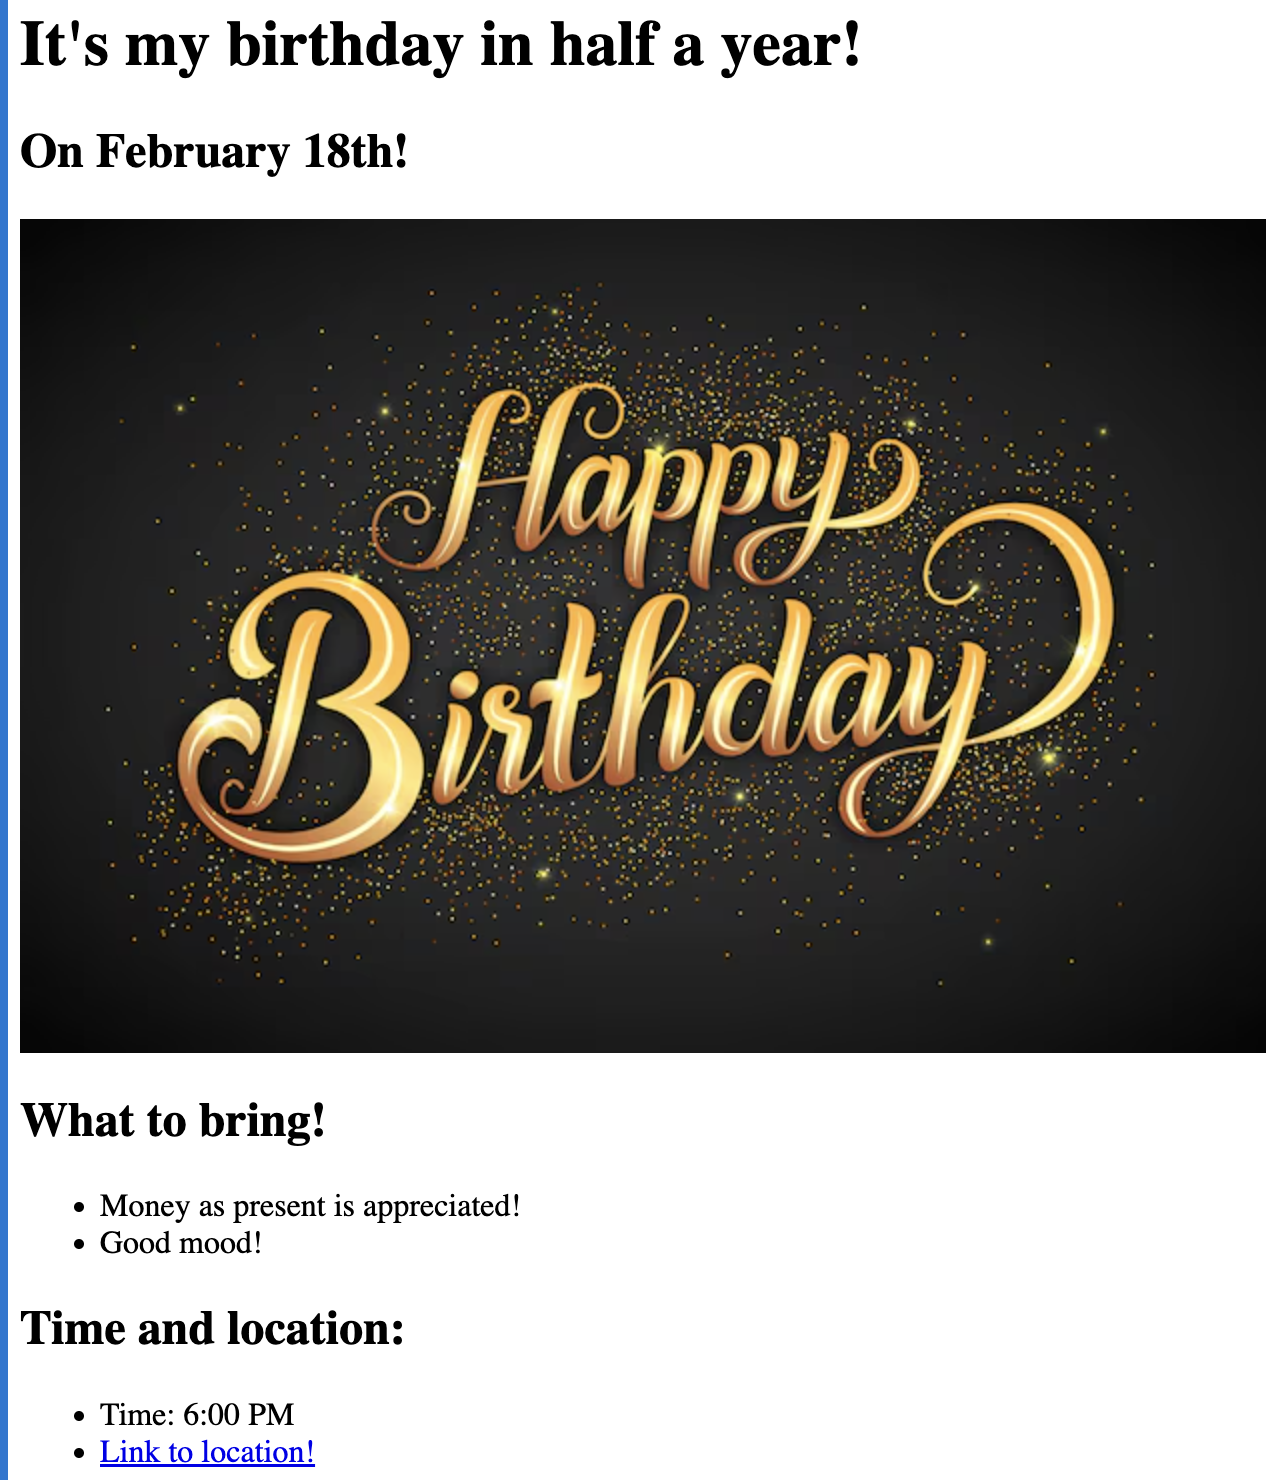 It's my birthday in half a year!
On February 18th!
Happy
Birthday
What to bring!
Money as present is appreciated!
Good mood!
Time and location:
Time: 6:00 PM
Link to location!